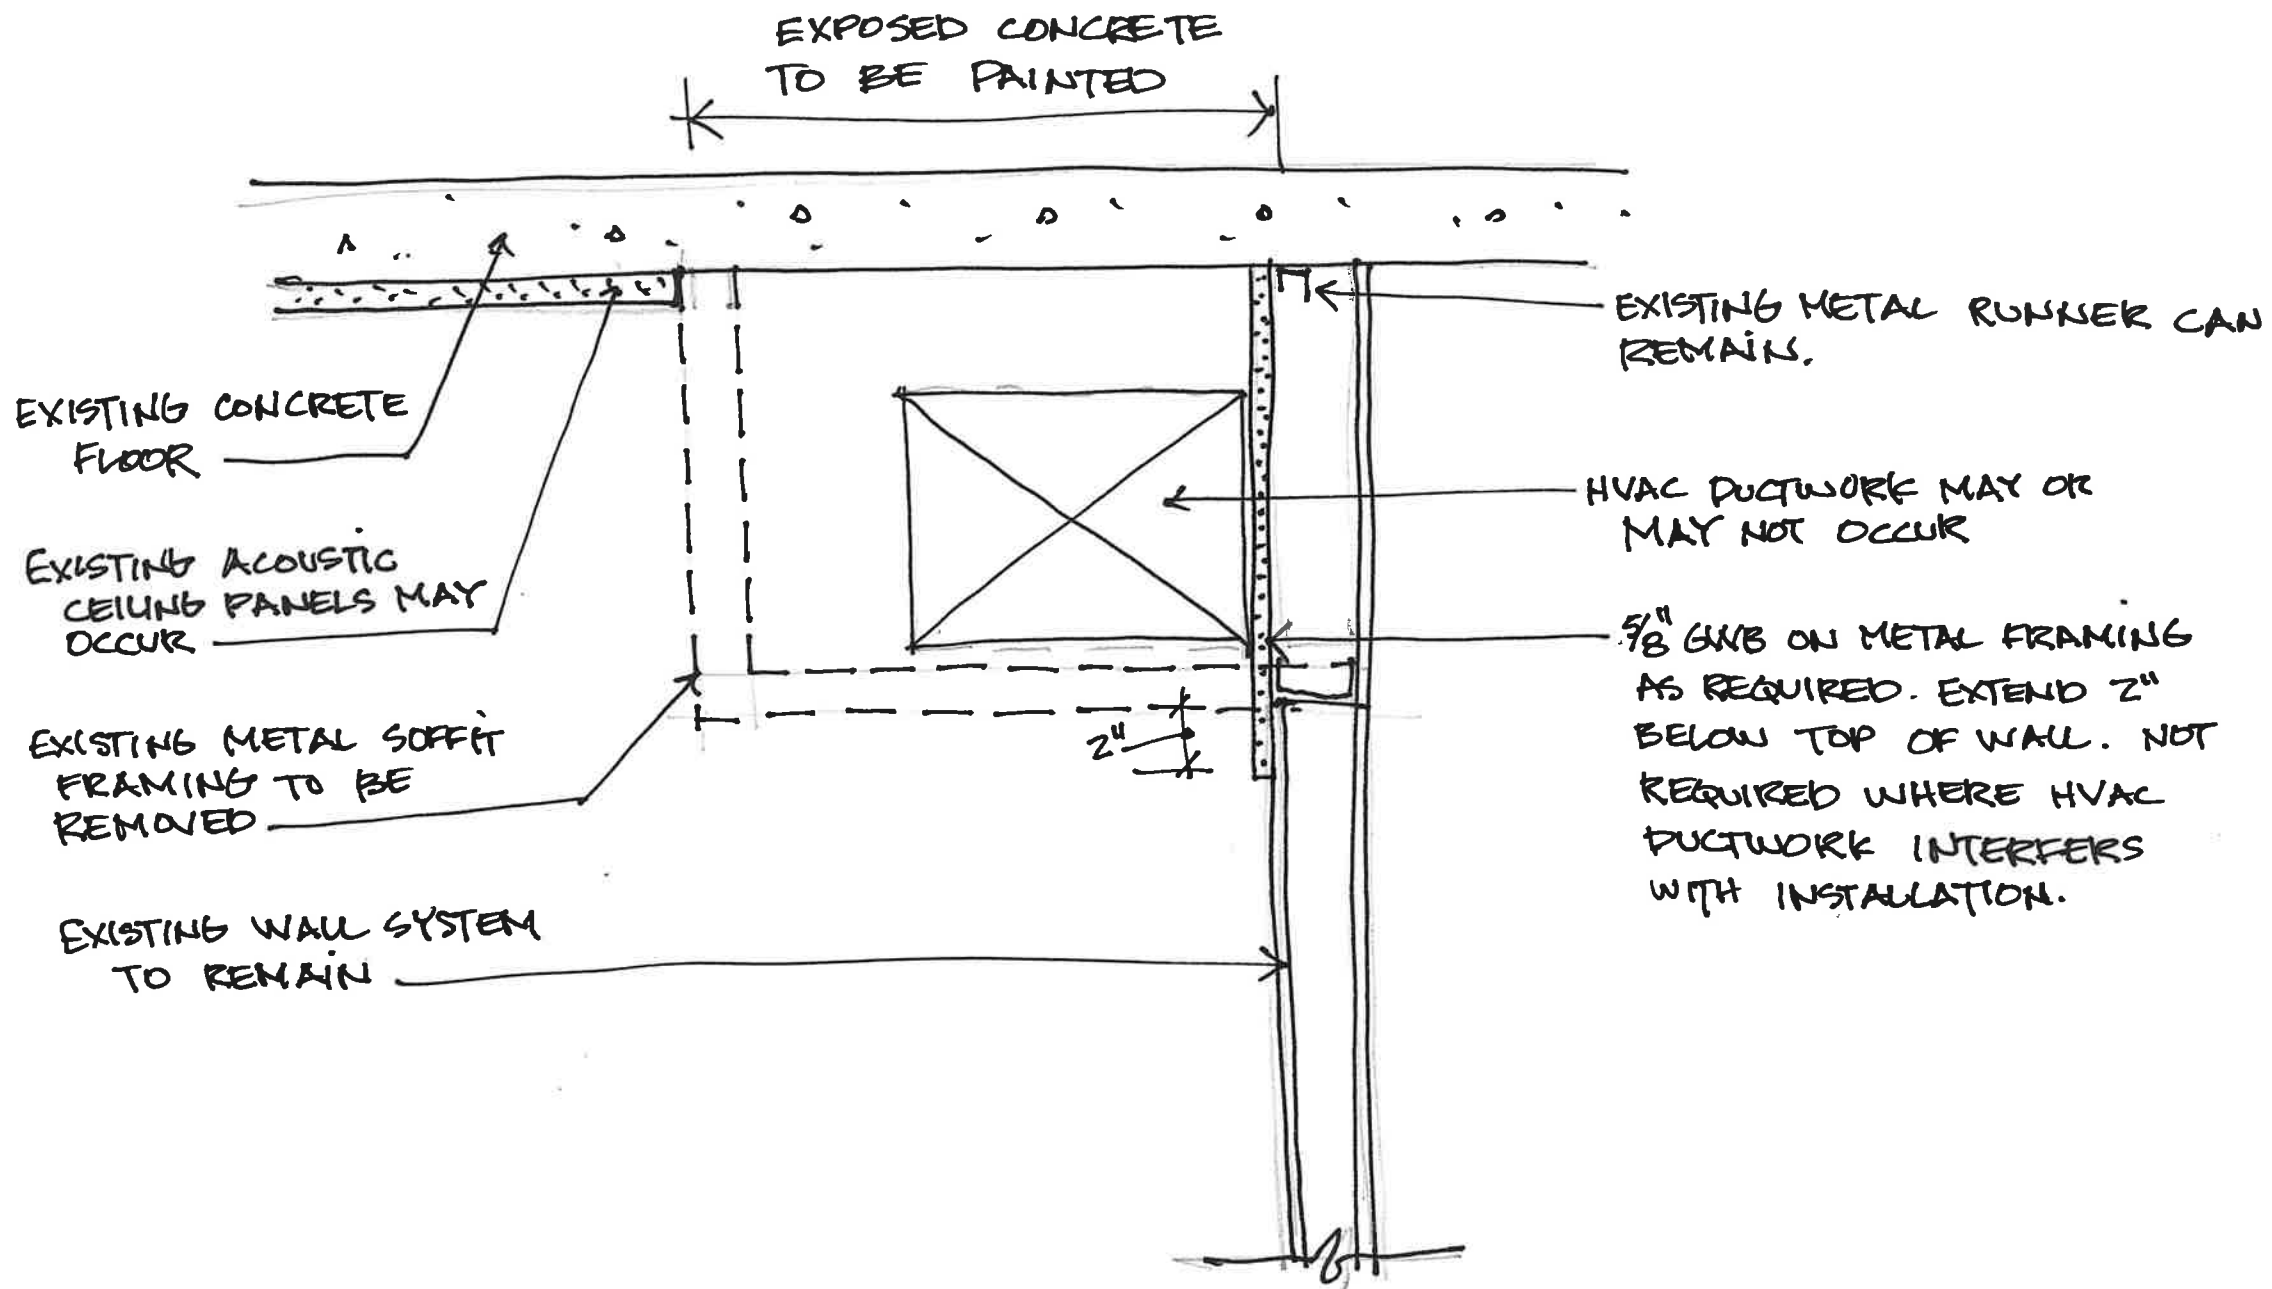 EXPOSED CONCRETE
TO BE PAINTED
EXISTING CONCRETE
FLOOR
EXISTING ACOUSTIC
CEILING PANELS MAY
OCCUR
EXISTING METAL SOFFIT
FRAMING TO BE
REMOVED
EXISTING WALL SYSTEM
TO REMAIN
2"
EXISTING METAL RUNNER CAN
REMAIN.
HVAC DUCTWORK MAY OR
MAY NOT OCCUR
5/8" GWB ON METAL FRAMING
AS REQUIRED. EXTEND 2"
BELOW TOP OF WALL. NOT
REQUIRED WHERE HVAC
DUCTWORK INTERFERS
WITH INSTALLATION.